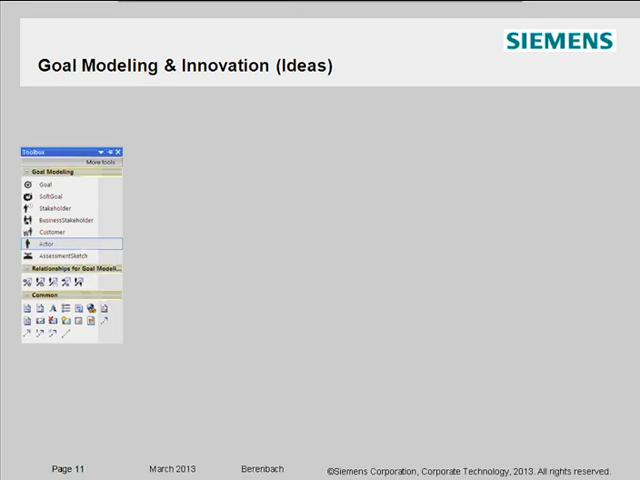 SIEMENS
Goal Modeling & Innovation (Ideas)
Toolbox
More tools
Goal Modeling
Goal
SoftGoal
Stakeholder
BusinessStakeholder
Customer
Actor
AssessmentSketch
Relationships for Goal Modeli...
Common
Page 11 March 2013 Berenbach ©Siemens Corporation, Corporate Technology, 2013. All rights reserved.